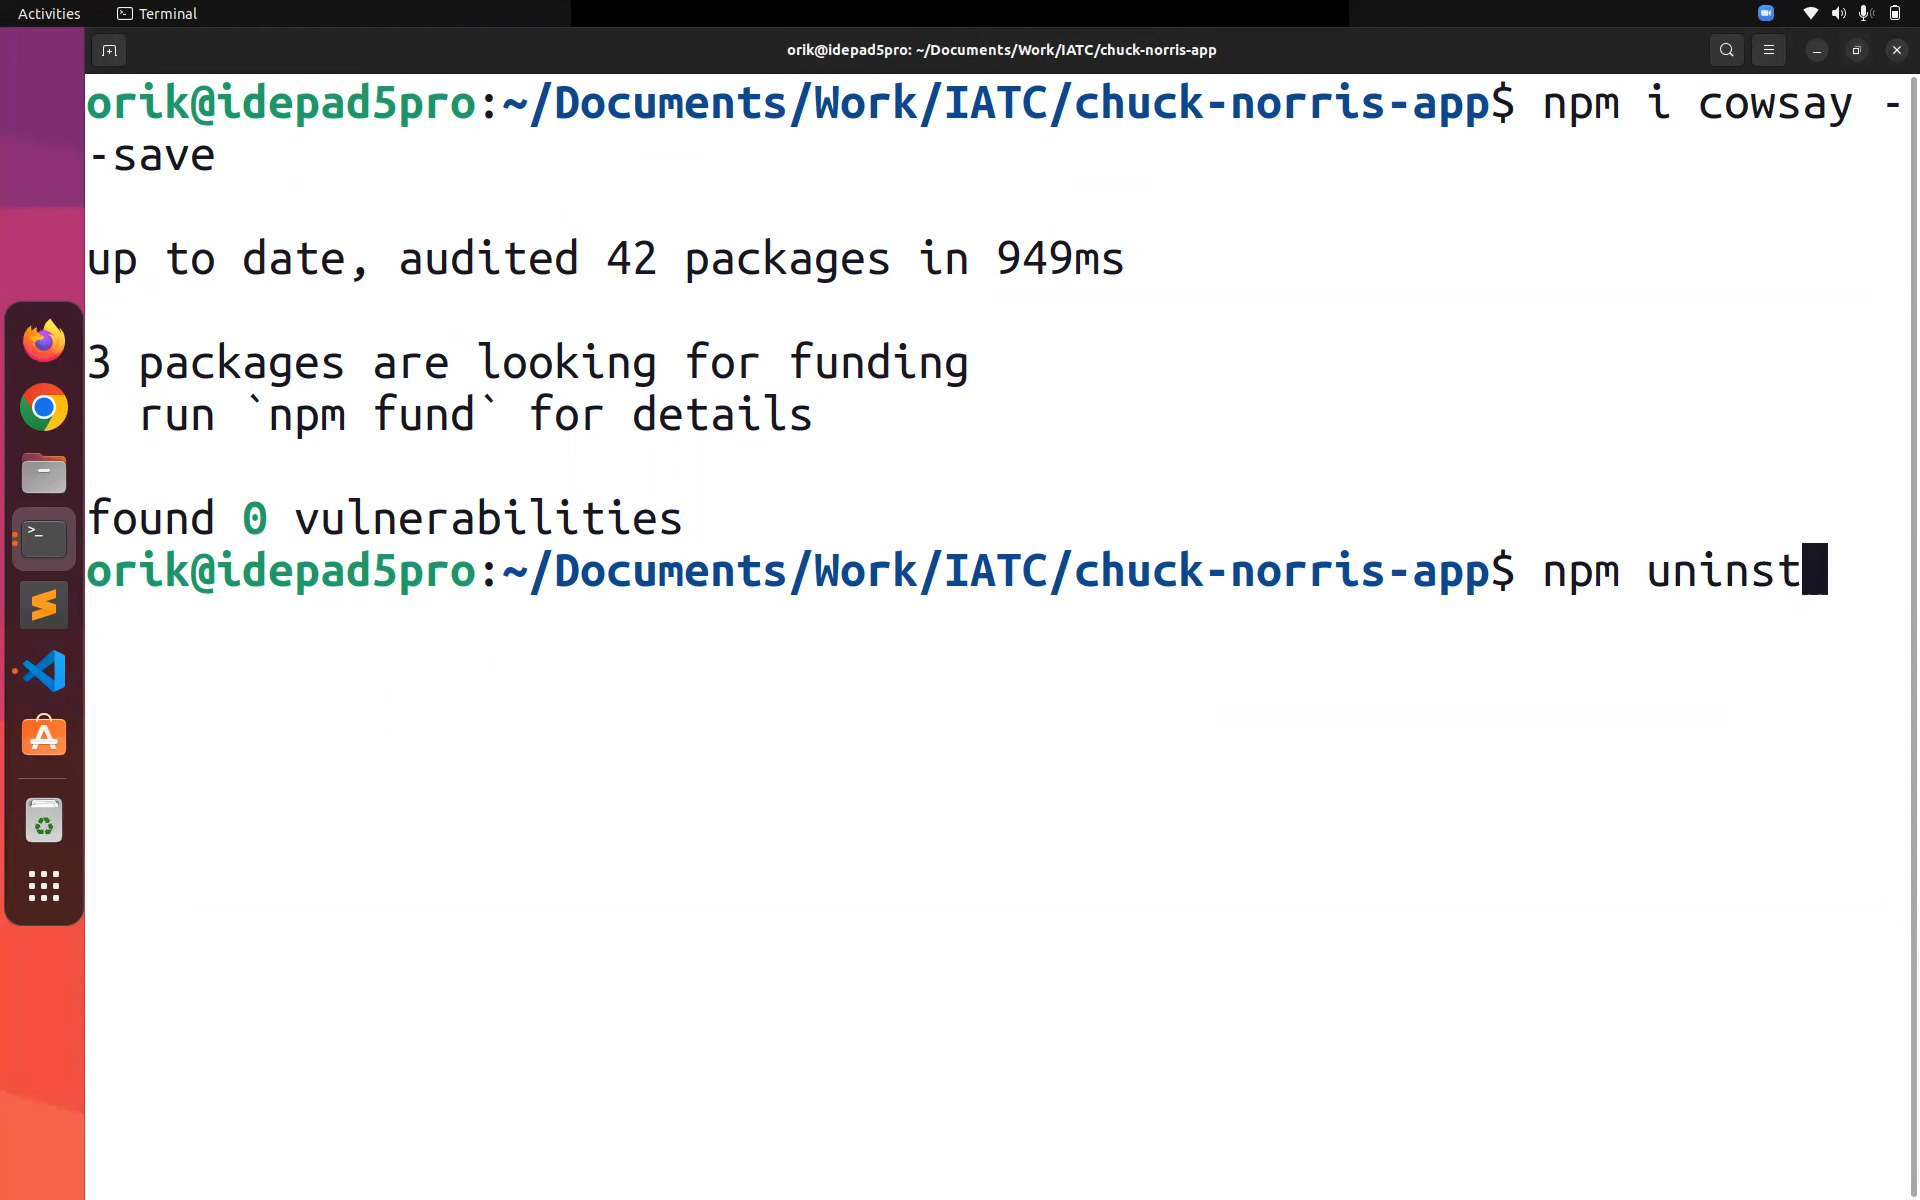 Activities
Terminal
orik@idepad5pro: ~/Documents/Work/IATC/chuck-norris-app
orik@idepad5pro:~/Documents/Work/IATC/chuck-norris-app$ npm i cowsay -
-save
up to date, audited 42 packages in 949ms
3 packages are looking for funding
run `npm fund` for details
found 0 vulnerabilities
orik@idepad5pro:~/Documents/Work/IATC/chuck-norris-app$ npm uninst